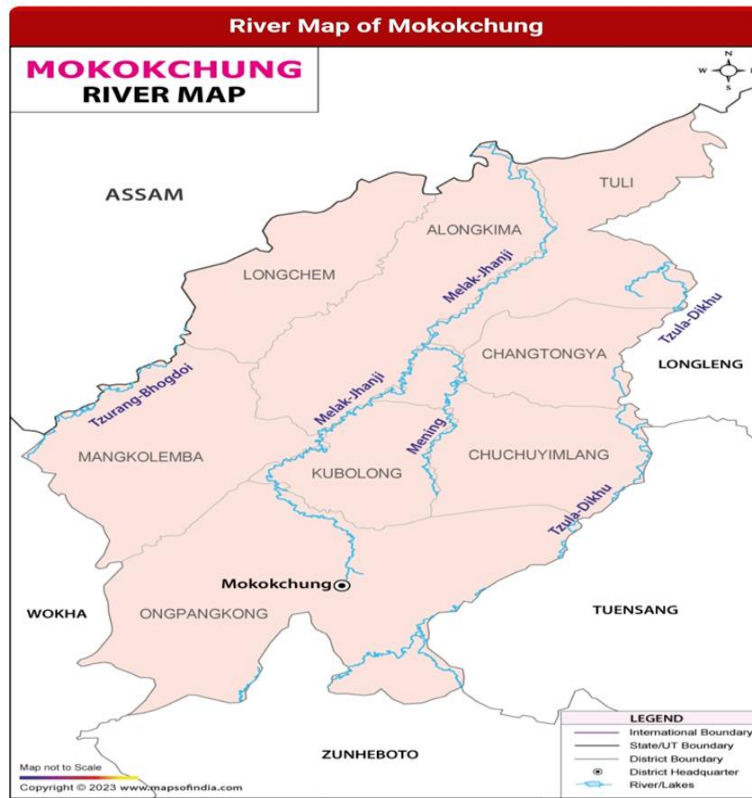 River Map of Mokokchung
MOKOKCHUNG
RIVER MAP
N
W
S
ASSAM
TULI
ALONGKIMA
LONGCHEM
Melak-Jhanji
Tzula-Dikhu
CHANGTONGYA
LONGLENG
Tzurang-Bhogdoi
Melak-Jhanji
Mening
MANGKOLEMBA
KUBOLONG
CHUCHUYIMLANG
Tzula-Dikhu
Mokokchung
WOKHA
ONGPANGKONG
TUENSANG
ZUNHEBOTO
LEGEND
International Boundary
State/UT Boundary
District Boundary
District Headquarter
River/Lakes
Map not to Scale
Copyright © 2023 www.mapsofindia.com